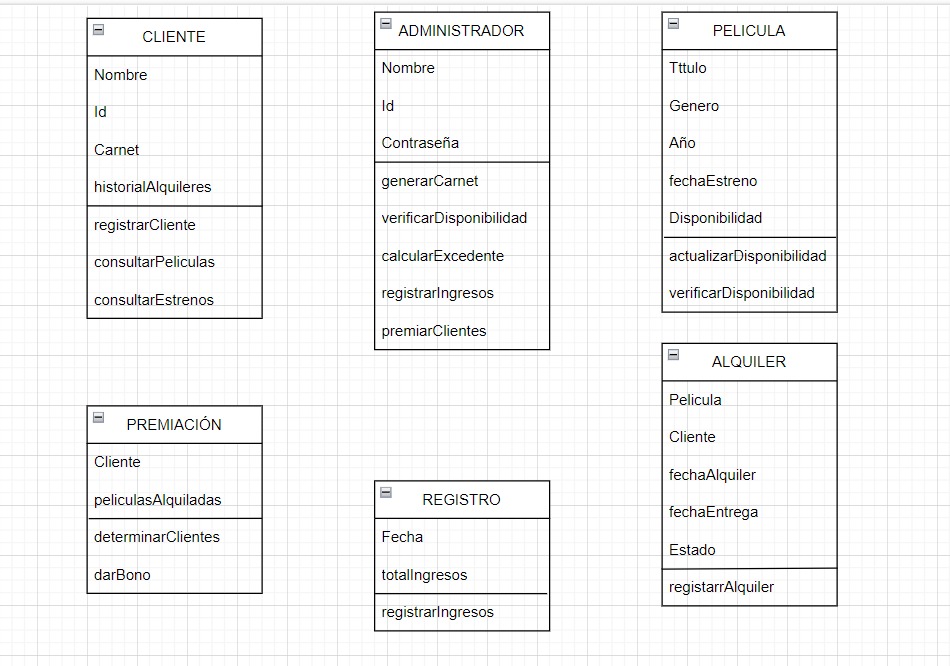 CLIENTE
Nombre
Id
Carnet
historialAlquileres
registrarCliente
consultarPeliculas
consultarEstrenos
ADMINISTRADOR
Nombre
Id
Contraseña
generarCarnet
verificarDisponibilidad
calcularExcedente
registrarIngresos
premiarClientes
PELICULA
Tttulo
Genero
Año
fechaEstreno
Disponibilidad
actualizarDisponibilidad
verificarDisponibilidad
PREMIACIÓN
Cliente
peliculasAlquiladas
determinarClientes
darBono
REGISTRO
Fecha
totalIngresos
registrarIngresos
ALQUILER
Pelicula
Cliente
fechaAlquiler
fechaEntrega
Estado
registarrAlquiler